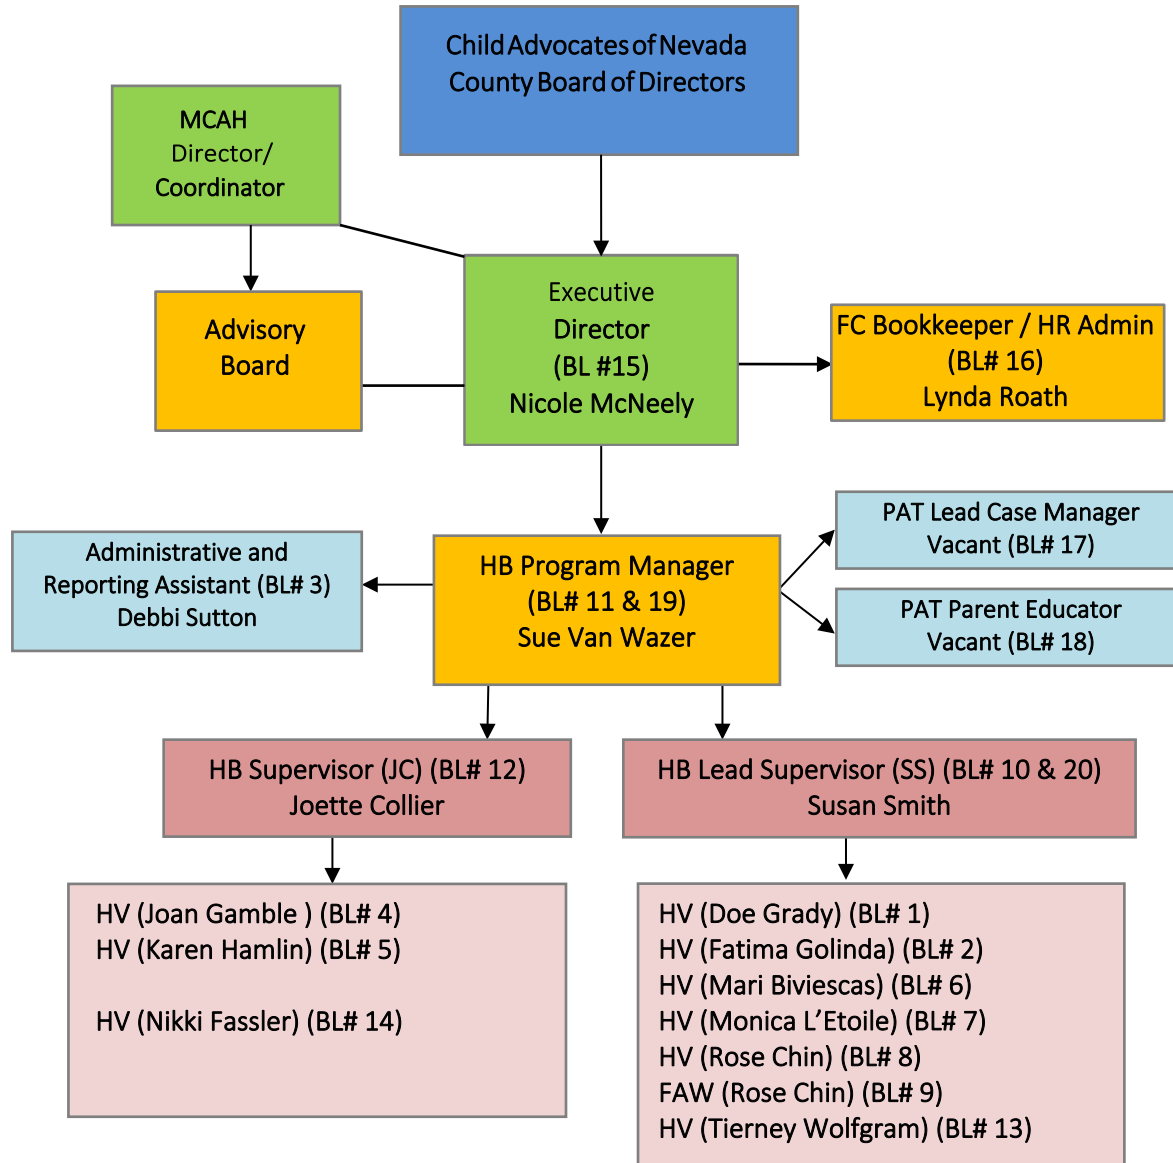 Child Advocates of Nevada
County Board of Directors
MCAH
Director/
Coordinator
Executive
Director
(BL #15)
Nicole McNeely
Advisory
Board
FC Bookkeeper / HR Admin
(BL# 16)
Lynda Roath
PAT Lead Case Manager
Vacant (BL# 17)
Administrative and
Reporting Assistant (BL# 3)
Debbi Sutton
HB Program Manager
(BL# 11 & 19)
Sue Van Wazer
PAT Parent Educator
Vacant (BL# 18)
HB Supervisor (JC) (BL# 12)
Joette Collier
HB Lead Supervisor (SS) (BL# 10 & 20)
Susan Smith
HV (Joan Gamble ) (BL# 4)
HV (Karen Hamlin) (BL# 5)
HV (Nikki Fassler) (BL# 14)
HV (Doe Grady) (BL# 1)
HV (Fatima Golinda) (BL# 2)
HV (Mari Biviescas) (BL# 6)
HV (Monica L’Etoile) (BL# 7)
HV (Rose Chin) (BL# 8)
FAW (Rose Chin) (BL# 9)
HV (Tierney Wolfgram) (BL# 13)